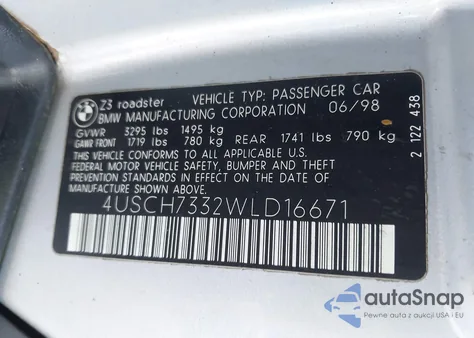 BMW
Z3 roadster VEHICLE TYP: PASSENGER CAR
BMW MANUFACTURING CORPORATION 06/98
GVWR 3295 lbs 1495 kg
GAWR FRONT 1719 lbs 780 kg REAR 1741 lbs 790 kg
THIS VEHICLE CONFORMS TO ALL APPLICABLE
FEDERAL MOTOR VEHICLE SAFETY, BUMPER AND THEFT
PREVENTION STANDARDS IN EFFECT ON THE DATE OF
MANUFACTURE SHOWN ABOVE.
4USCH7332WLD16671
2 122 438
autoSnap
Pewne auta z aukcji USA i EU